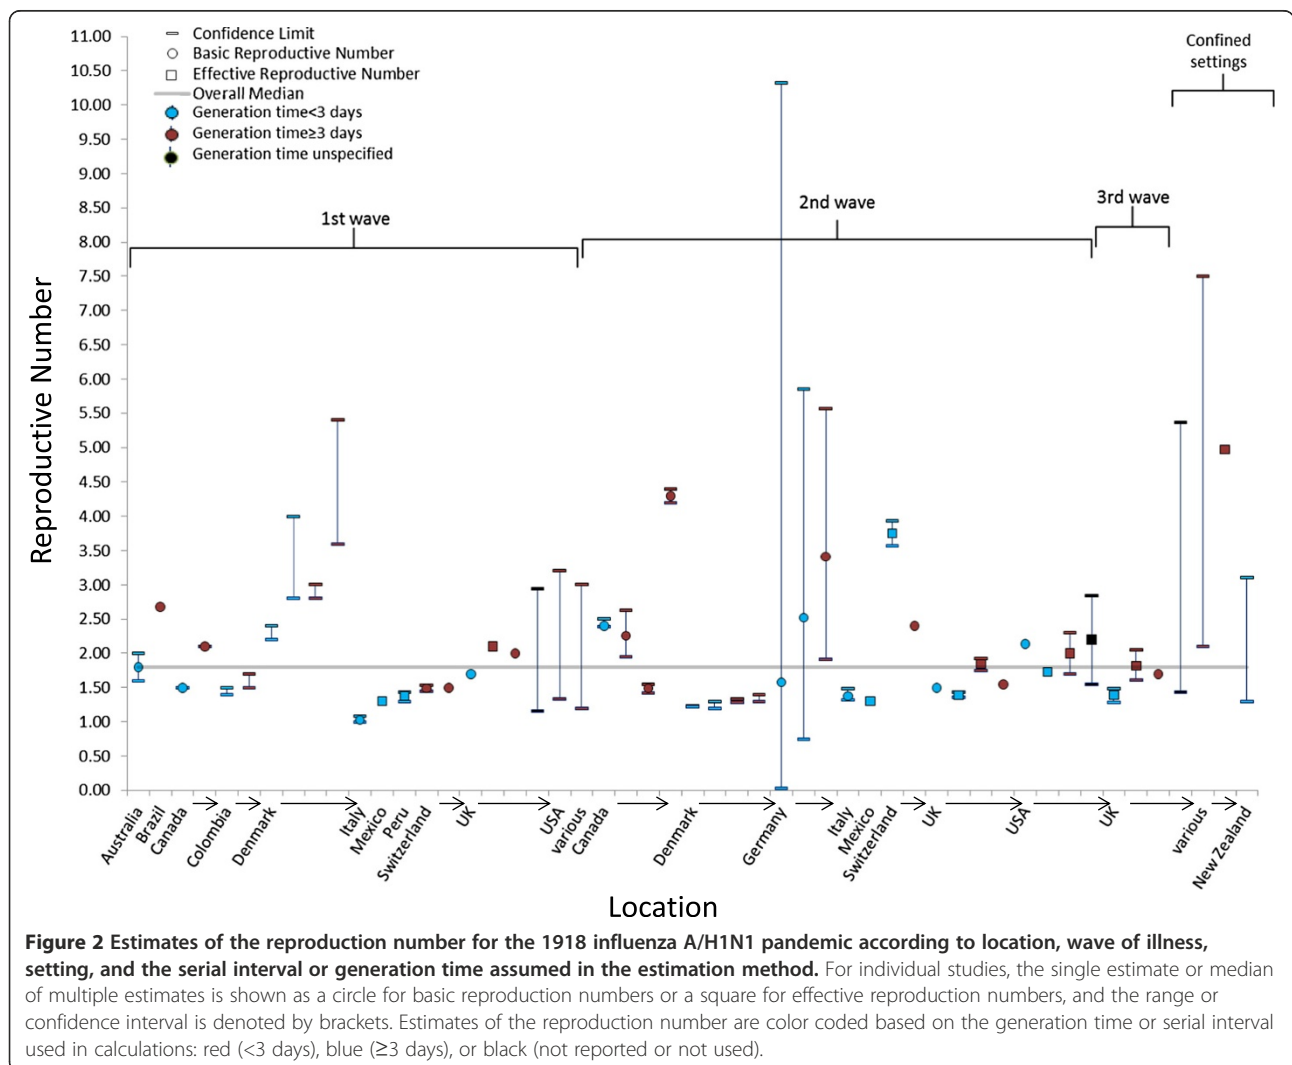 11.00
10.50
10.00
9.50
9.00
8.50
8.00
7.50
7.00
6.50
6.00
5.50
5.00
4.50
4.00
3.50
3.00
2.50
2.00
1.50
1.00
0.50
0.00
Reproductive Number
Confidence Limit
Basic Reproductive Number
Effective Reproductive Number
Overall Median
Generation time<3 days
Generation time≥3 days
Generation time unspecified
1st wave
2nd wave
3rd wave
Confined
settings
Australia
Brazil
Canada
Colombia
Denmark
Italy
Mexico
Peru
Switzerland
UK
USA
various
Canada
Denmark
Germany
Italy
Mexico
Switzerland
UK
USA
UK
various
New Zealand
Location
Figure 2 Estimates of the reproduction number for the 1918 influenza A/H1N1 pandemic according to location, wave of illness,
setting, and the serial interval or generation time assumed in the estimation method. For individual studies, the single estimate or median
of multiple estimates is shown as a circle for basic reproduction numbers or a square for effective reproduction numbers, and the range or
confidence interval is denoted by brackets. Estimates of the reproduction number are color coded based on the generation time or serial interval
used in calculations: red (<3 days), blue (≥3 days), or black (not reported or not used).